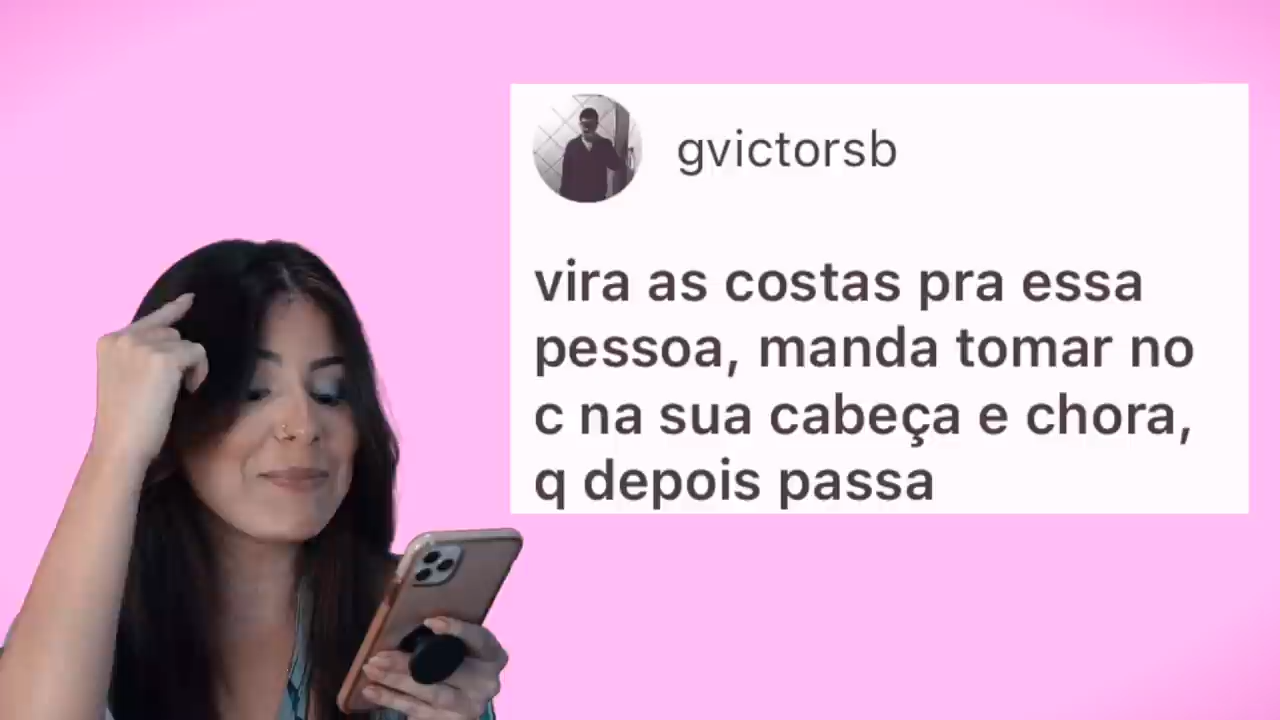 gvictorsb
vira as costas pra essa
pessoa, manda tomar no
c na sua cabeça e chora,
q depois passa